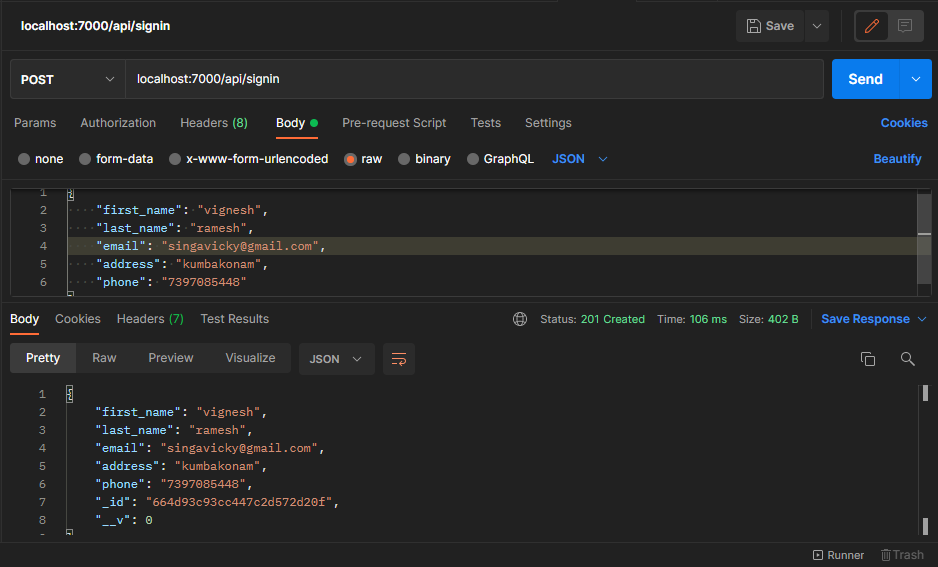 localhost:7000/api/signin
Save
POST localhost:7000/api/signin Send
Params Authorization Headers (8) Body Pre-request Script Tests Settings Cookies
none form-data x-www-form-urlencoded raw binary GraphQL JSON Beautify
1 {
2 "first_name": "vignesh",
3 "last_name": "ramesh",
4 "email": "singavicky@gmail.com",
5 "address": "kumbakonam",
6 "phone": "7397085448"
Body Cookies Headers (7) Test Results Status: 201 Created Time: 106 ms Size: 402 B Save Response
Pretty Raw Preview Visualize JSON
1 {
2 "first_name": "vignesh",
3 "last_name": "ramesh",
4 "email": "singavicky@gmail.com",
5 "address": "kumbakonam",
6 "phone": "7397085448",
7 "_id": "664d93c93cc447c2d572d20f",
8 "__v": 0
Runner Trash